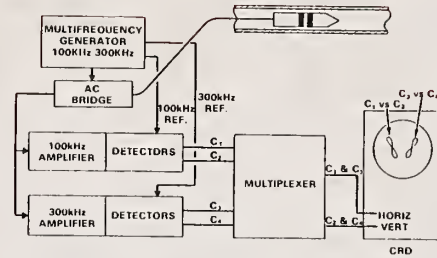 MULTIFREQUENCY
GENERATOR
100KHz 300KHz
AC
BRIDGE
100kHz
REF.
300kHz
REF.
100kHz
AMPLIFIER
DETECTORS
C₁
C₂
300kHz
AMPLIFIER
DETECTORS
C₃
C₄
MULTIPLEXER
C₁ & C₃
C₂ & C₄
C₁ vs C₂
C₃ vs C₄
HORIZ
VERT
CRD